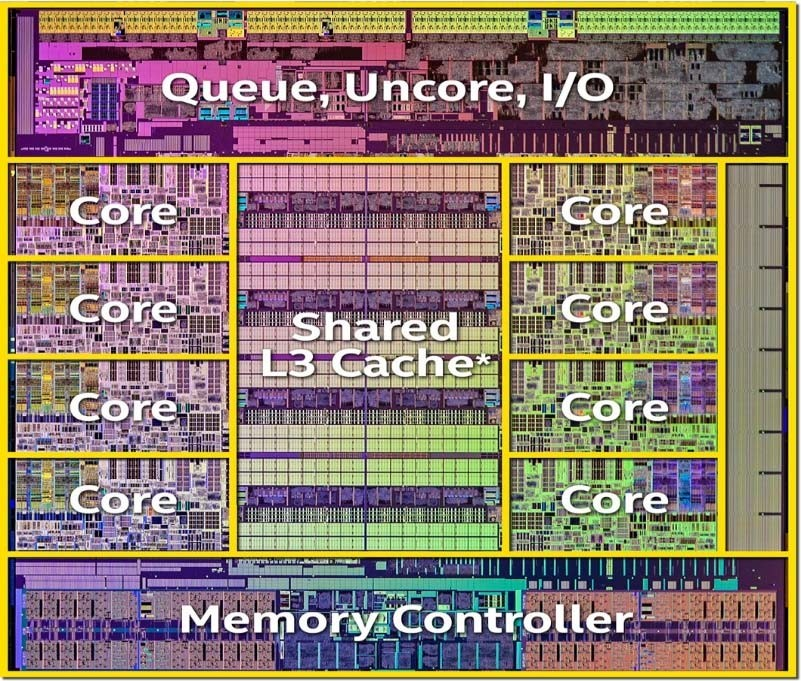 Queue, Uncore, I/O
Core
Core
Core
Core
Shared
L3 Cache*
Core
Core
Core
Core
Memory Controller